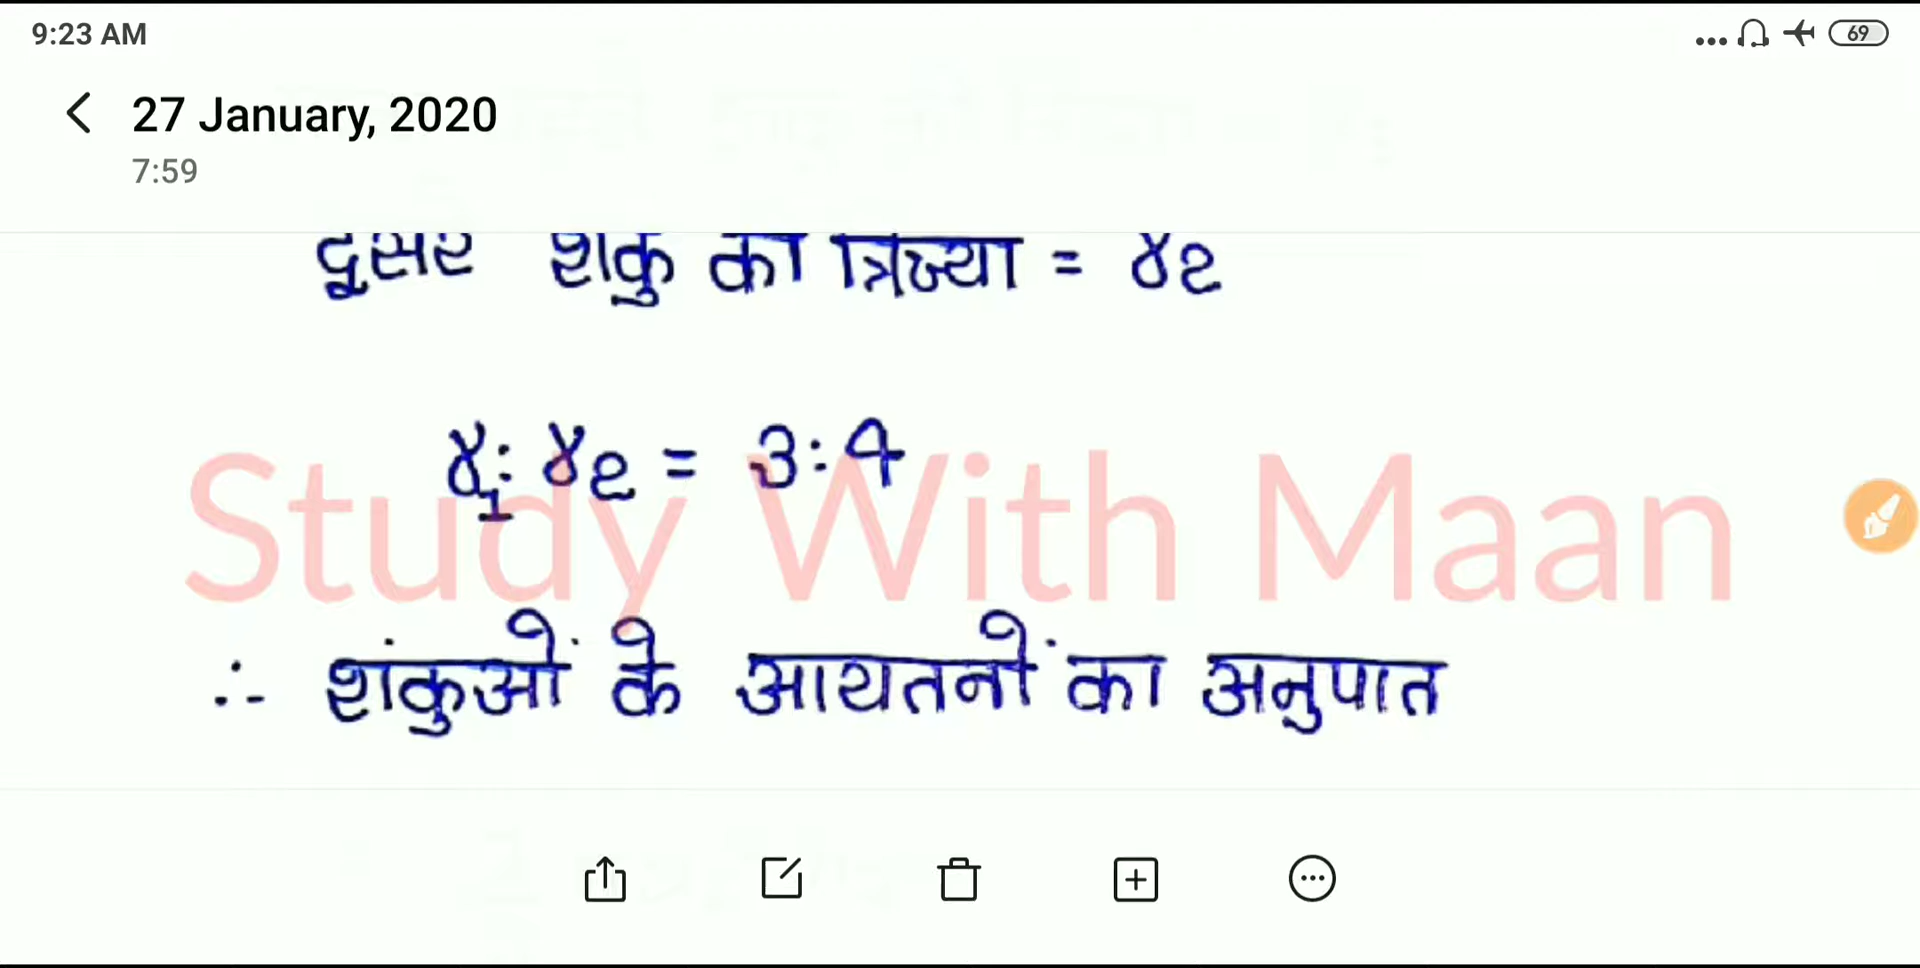 9:23 AM
69
27 January, 2020
7:59
दूसरे शंकु की त्रिज्या = r2
r1 : r2 = 3:4
Study With Maan
∴ शंकुओं के आयतनों का अनुपात